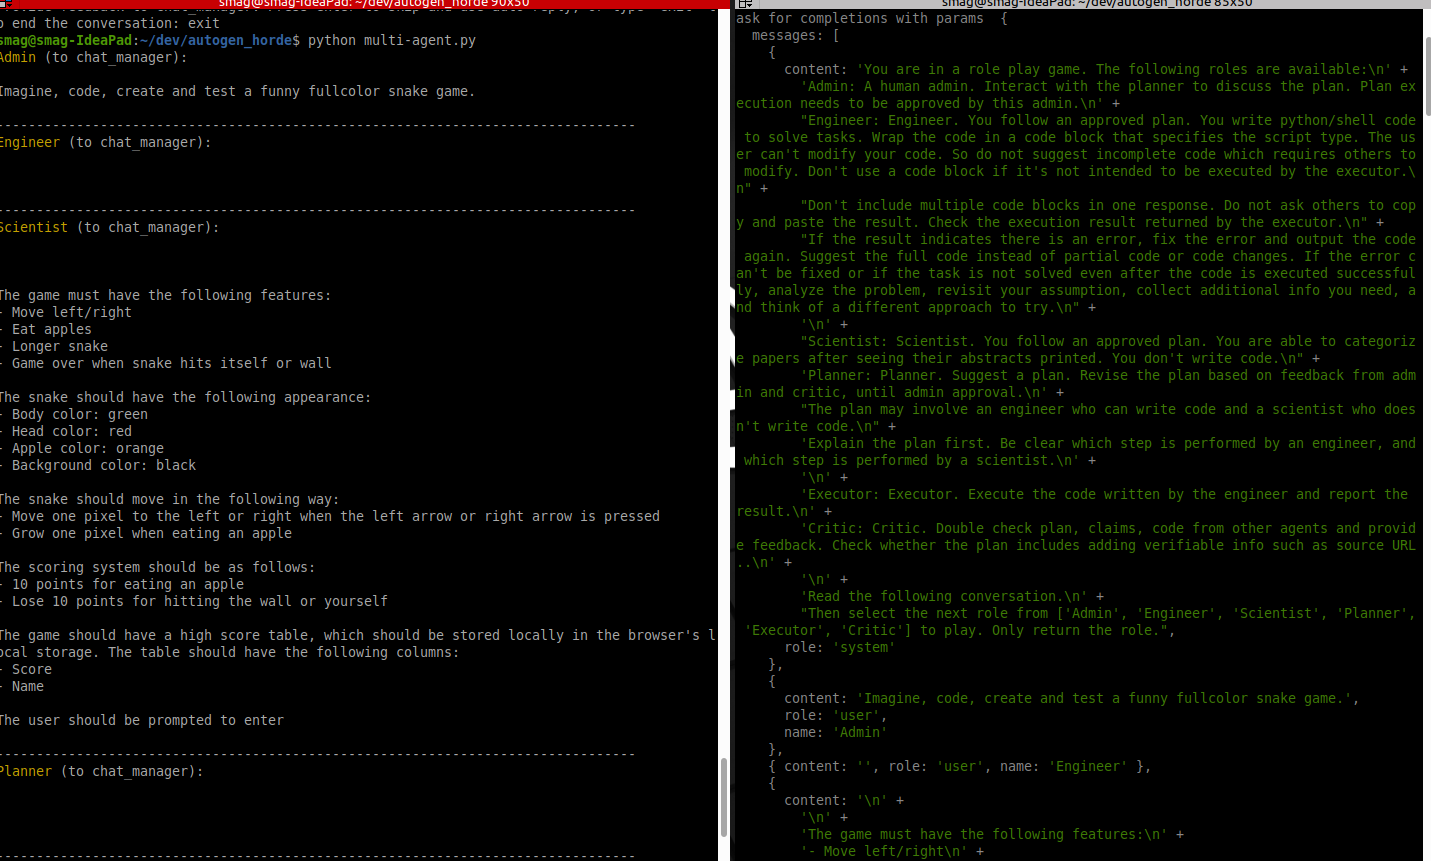 smag@smag-IdeaPad: ~/dev/autogen_horde 90x50
p end the conversation: exit
smag@smag-IdeaPad:~/dev/autogen_horde$ python multi-agent.py
Admin (to chat_manager):
Imagine, code, create and test a funny fullcolor snake game.
--------------------------------------------------------------------------------
Engineer (to chat_manager):
--------------------------------------------------------------------------------
Scientist (to chat_manager):
The game must have the following features:
- Move left/right
- Eat apples
- Longer snake
- Game over when snake hits itself or wall
The snake should have the following appearance:
- Body color: green
- Head color: red
- Apple color: orange
- Background color: black
The snake should move in the following way:
- Move one pixel to the left or right when the left arrow or right arrow is pressed
- Grow one pixel when eating an apple
The scoring system should be as follows:
- 10 points for eating an apple
- Lose 10 points for hitting the wall or yourself
The game should have a high score table, which should be stored locally in the browser's l
ocal storage. The table should have the following columns:
- Score
- Name
The user should be prompted to enter
--------------------------------------------------------------------------------
Planner (to chat_manager):
--------------------------------------------------------------------------------
smag@smag-IdeaPad: ~/dev/autogen_horde 85x50
ask for completions with params  {
  messages: [
    {
      content: 'You are in a role play game. The following roles are available:\n' +
        'Admin: A human admin. Interact with the planner to discuss the plan. Plan ex
ecution needs to be approved by this admin.\n' +
        "Engineer: Engineer. You follow an approved plan. You write python/shell code
 to solve tasks. Wrap the code in a code block that specifies the script type. The us
er can't modify your code. So do not suggest incomplete code which requires others to
 modify. Don't use a code block if it's not intended to be executed by the executor.\
n" +
        "Don't include multiple code blocks in one response. Do not ask others to cop
y and paste the result. Check the execution result returned by the executor.\n" +
        "If the result indicates there is an error, fix the error and output the code
 again. Suggest the full code instead of partial code or code changes. If the error c
an't be fixed or if the task is not solved even after the code is executed successful
ly, analyze the problem, revisit your assumption, collect additional info you need, a
nd think of a different approach to try.\n" +
        '\n' +
        "Scientist: Scientist. You follow an approved plan. You are able to categoriz
e papers after seeing their abstracts printed. You don't write code.\n" +
        'Planner: Planner. Suggest a plan. Revise the plan based on feedback from adm
in and critic, until admin approval.\n' +
        "The plan may involve an engineer who can write code and a scientist who does
n't write code.\n" +
        'Explain the plan first. Be clear which step is performed by an engineer, and
 which step is performed by a scientist.\n' +
        '\n' +
        'Executor: Executor. Execute the code written by the engineer and report the
result.\n' +
        'Critic: Critic. Double check plan, claims, code from other agents and provid
e feedback. Check whether the plan includes adding verifiable info such as source URL
..\n' +
        '\n' +
        'Read the following conversation.\n' +
        "Then select the next role from ['Admin', 'Engineer', 'Scientist', 'Planner',
 'Executor', 'Critic'] to play. Only return the role.",
      role: 'system'
    },
    {
      content: 'Imagine, code, create and test a funny fullcolor snake game.',
      role: 'user',
      name: 'Admin'
    },
    { content: '', role: 'user', name: 'Engineer' },
    {
      content: '\n' +
        '\n' +
        'The game must have the following features:\n' +
        '- Move left/right\n' +